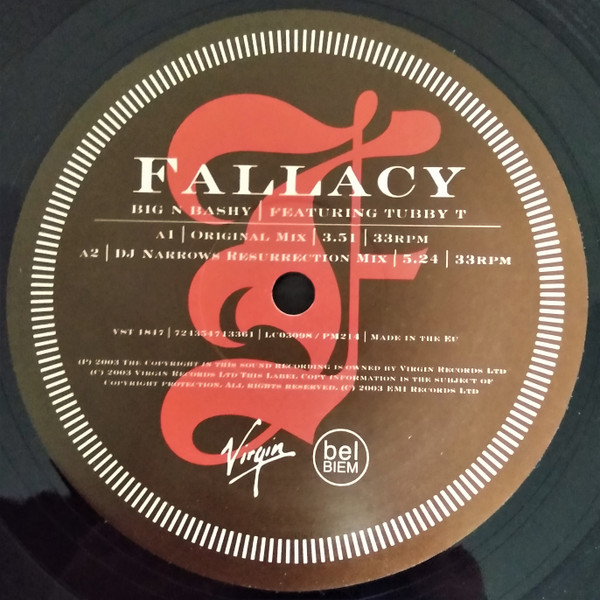 FALLACY
BIG N BASHY | FEATURING TUBBY T
A1 | ORIGINAL MIX | 3.51 | 33RPM
A2 | DJ NARROWS RESURRECTION MIX | 5.24 | 33RPM
VST 1847 | 724354713361 | LC03098 / PM214 | MADE IN THE EU
(P) 2003 THE COPYRIGHT IN THIS SOUND RECORDING IS OWNED BY VIRGIN RECORDS LTD
(C) 2003 VIRGIN RECORDS LTD THIS LABEL COPY INFORMATION IS THE SUBJECT OF
COPYRIGHT PROTECTION. ALL RIGHTS RESERVED. (C) 2003 EMI RECORDS LTD
Virgin
bel
BIEM